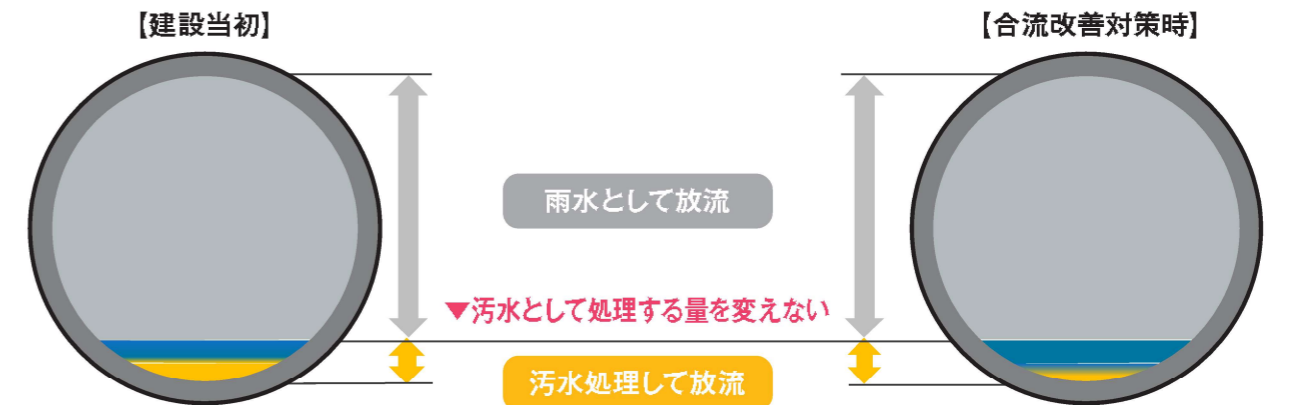 【建設当初】
【合流改善対策時】
雨水として放流
▼汚水として処理する量を変えない
汚水処理して放流